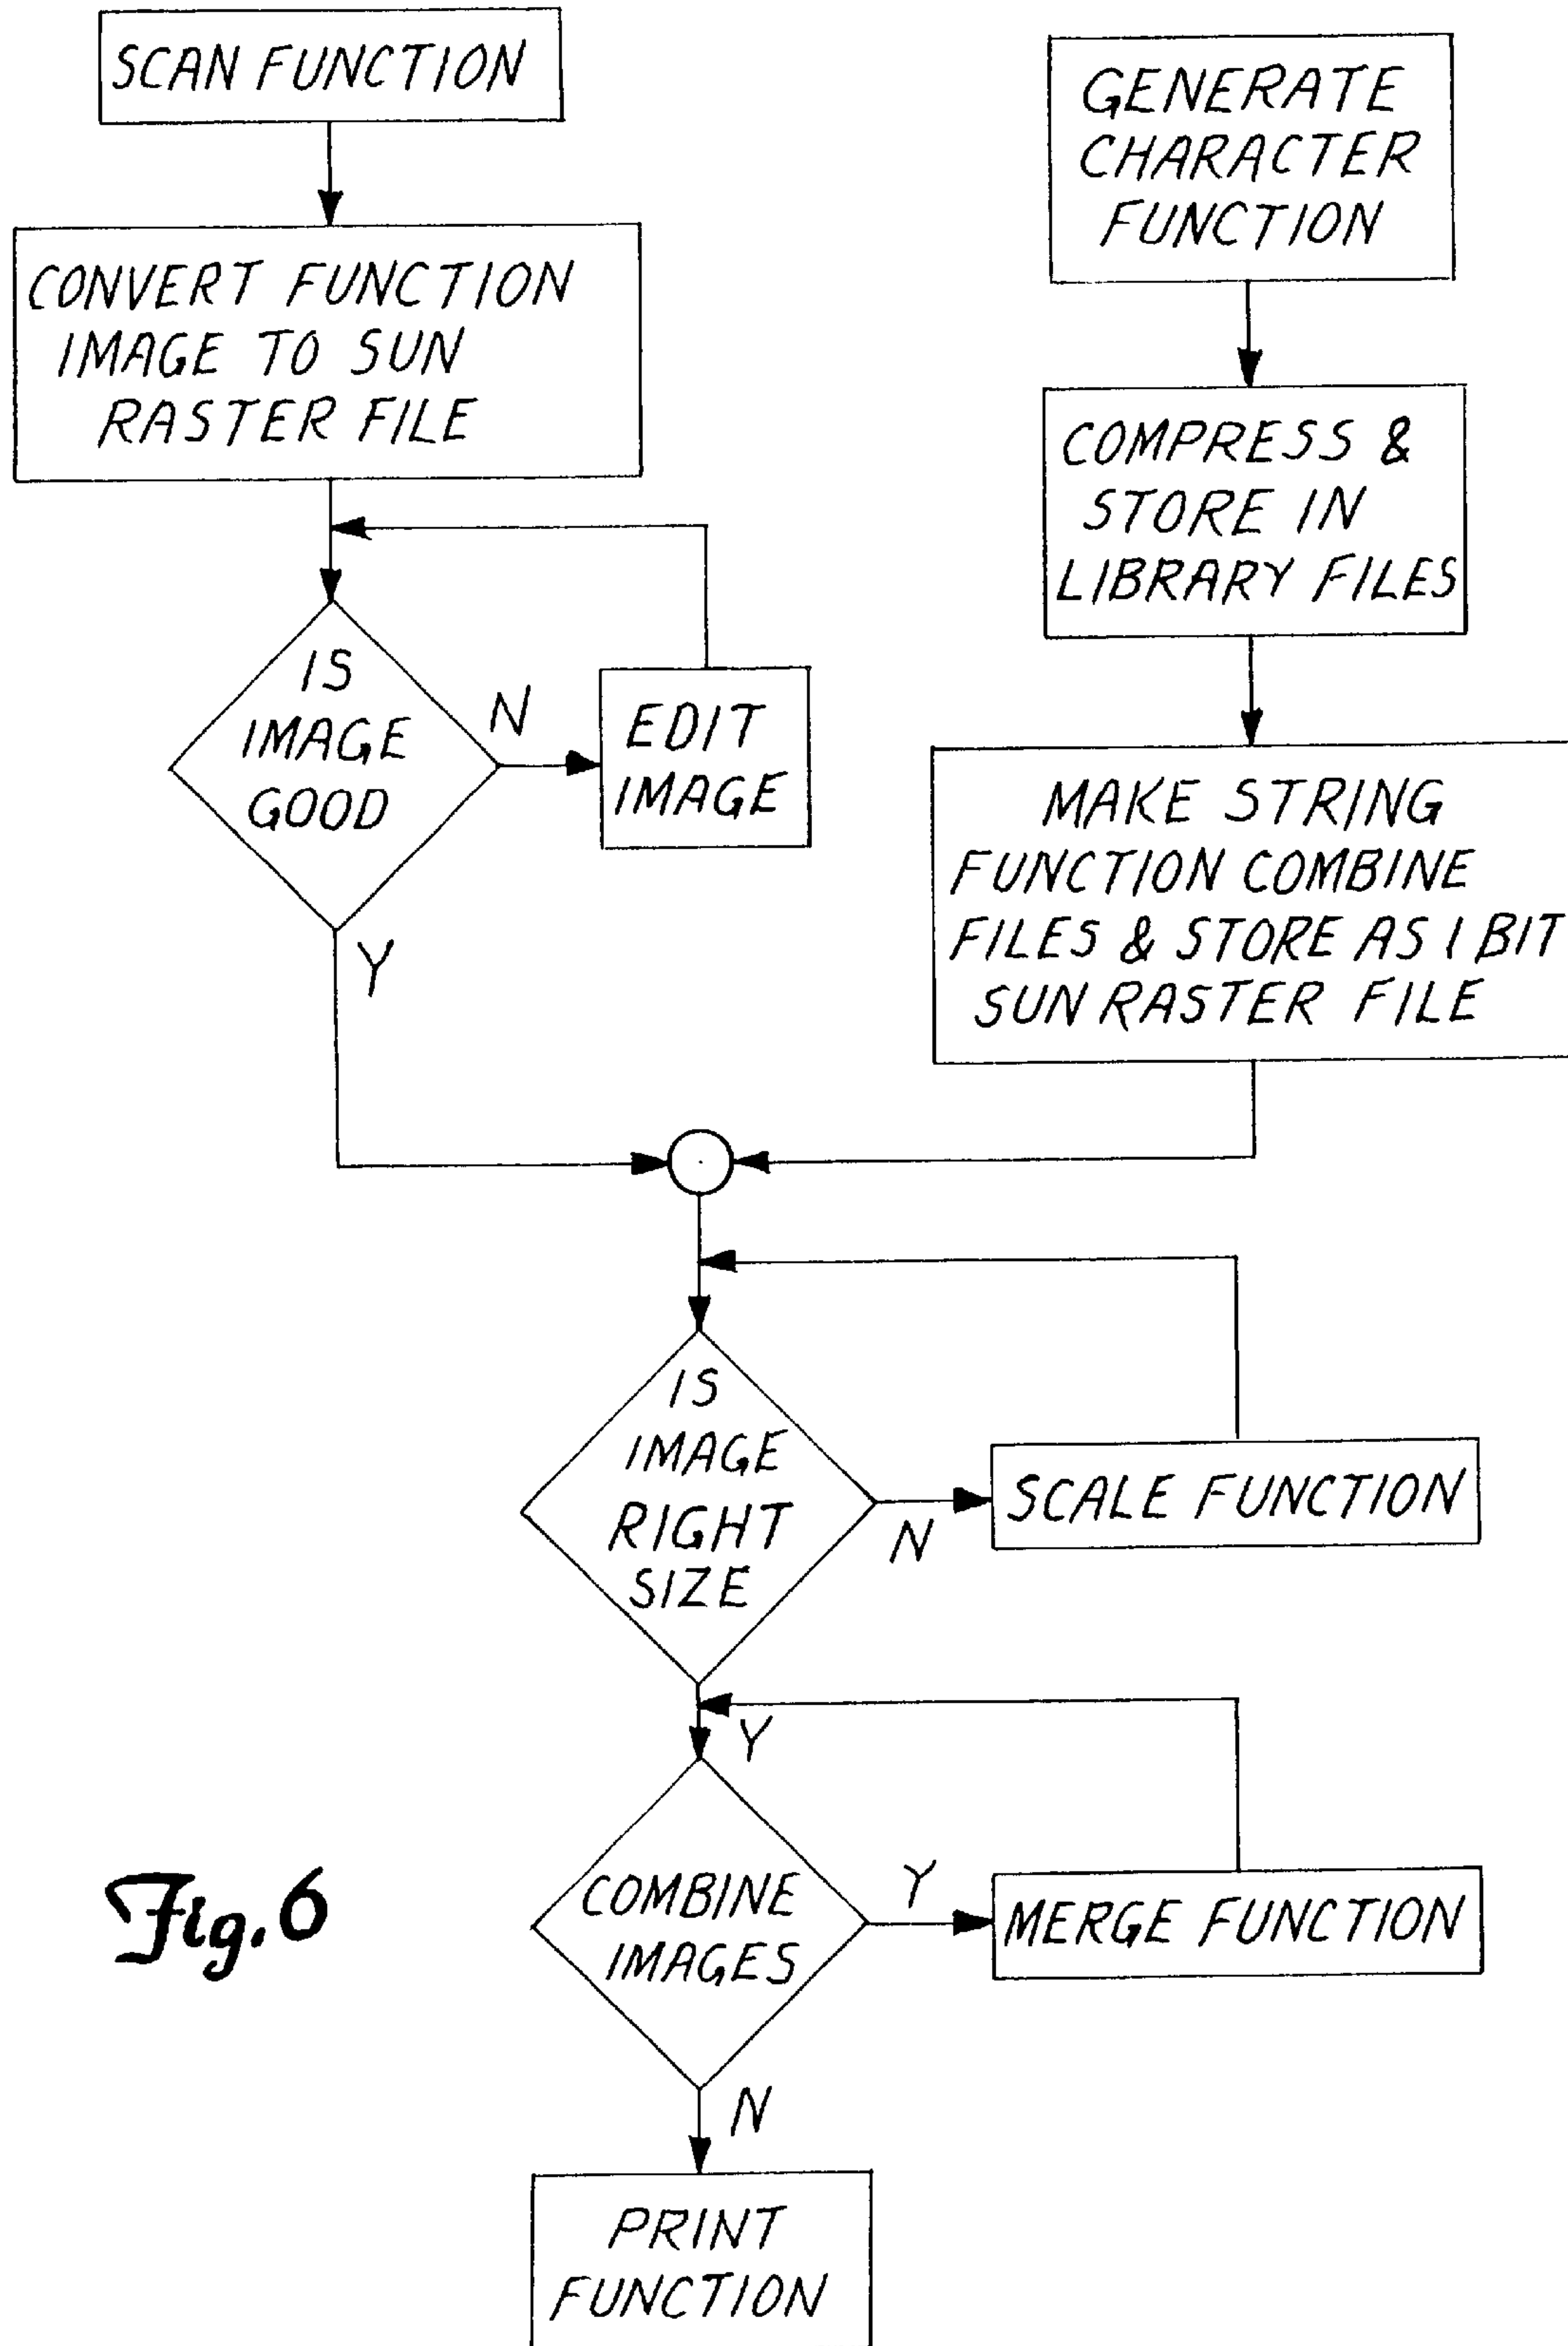 SCAN FUNCTION
CONVERT FUNCTION
IMAGE TO SUN
RASTER FILE
IS
IMAGE
GOOD
N
EDIT
IMAGE
Y
GENERATE
CHARACTER
FUNCTION
COMPRESS &
STORE IN
LIBRARY FILES
MAKE STRING
FUNCTION COMBINE
FILES & STORE AS 1 BIT
SUN RASTER FILE
IS
IMAGE
RIGHT
SIZE
N
SCALE FUNCTION
Y
COMBINE
IMAGES
Y
MERGE FUNCTION
N
PRINT
FUNCTION
Fig. 6